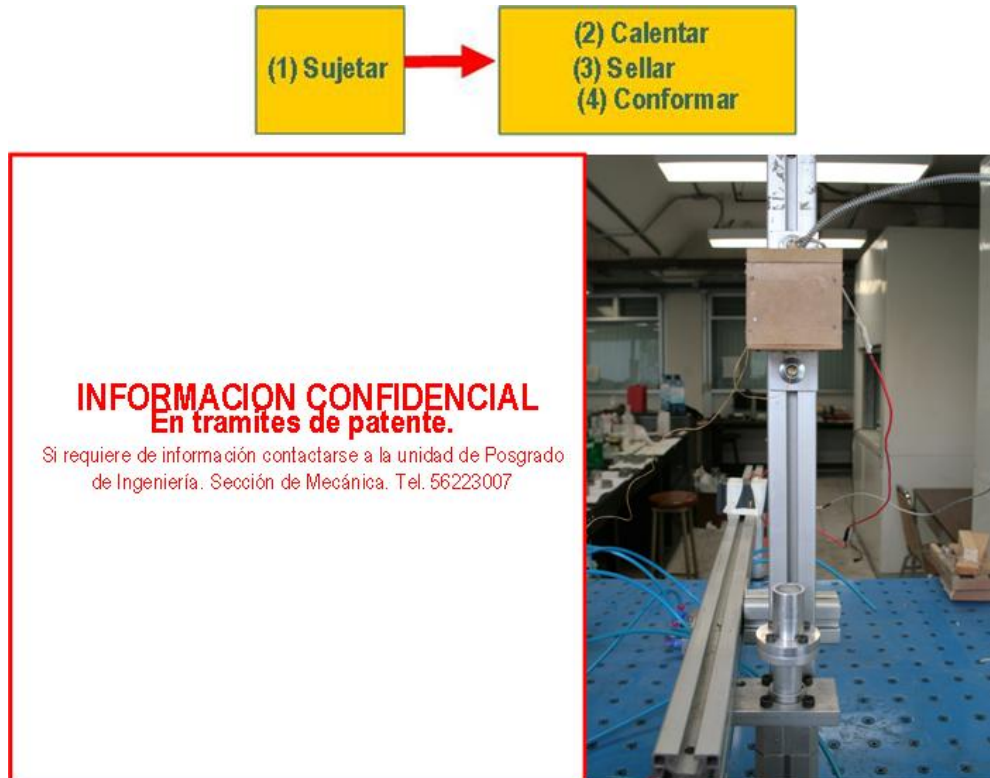 (1) Sujetar
(2) Calentar
(3) Sellar
(4) Conformar
INFORMACION CONFIDENCIAL
En tramites de patente.
Si requiere de información contactarse a la unidad de Posgrado
de Ingeniería. Sección de Mecánica. Tel. 56223007